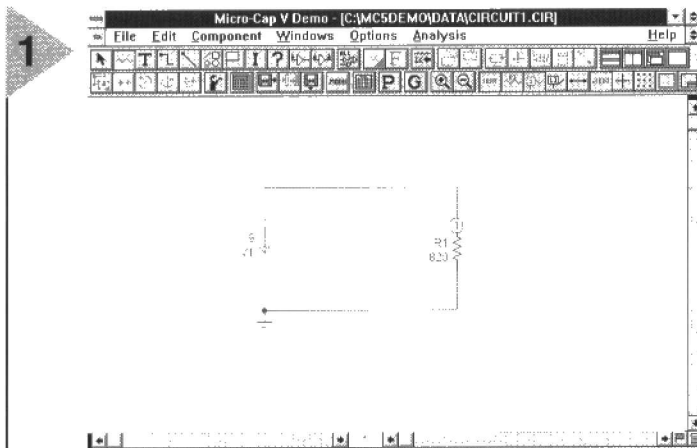 1
Micro-Cap V Demo - [C:\MC5DEMO\DATA\CIRCUIT1.CIR]
File Edit Component Windows Options Analysis Help
T I ?
P G
R1
820